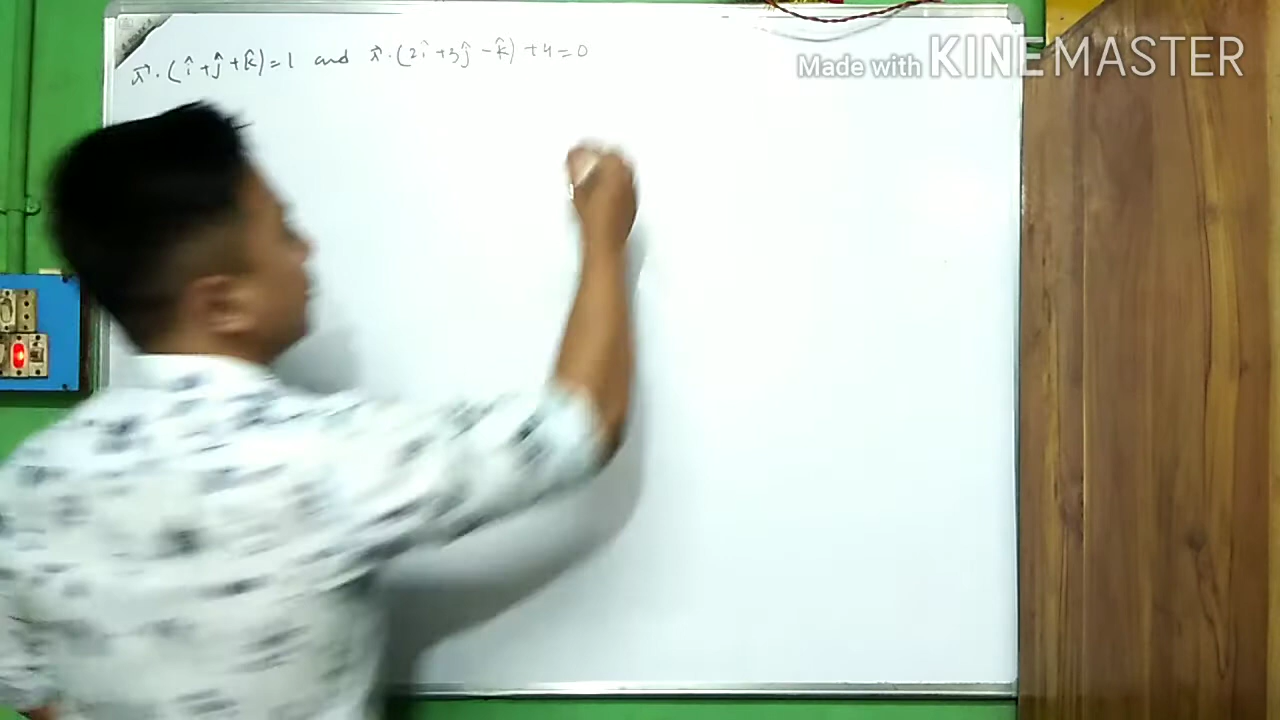 r⃗ · (î + ĵ + k̂) = 1 and r⃗ · (2î + 3ĵ - k̂) + 4 = 0
Made with KINEMASTER